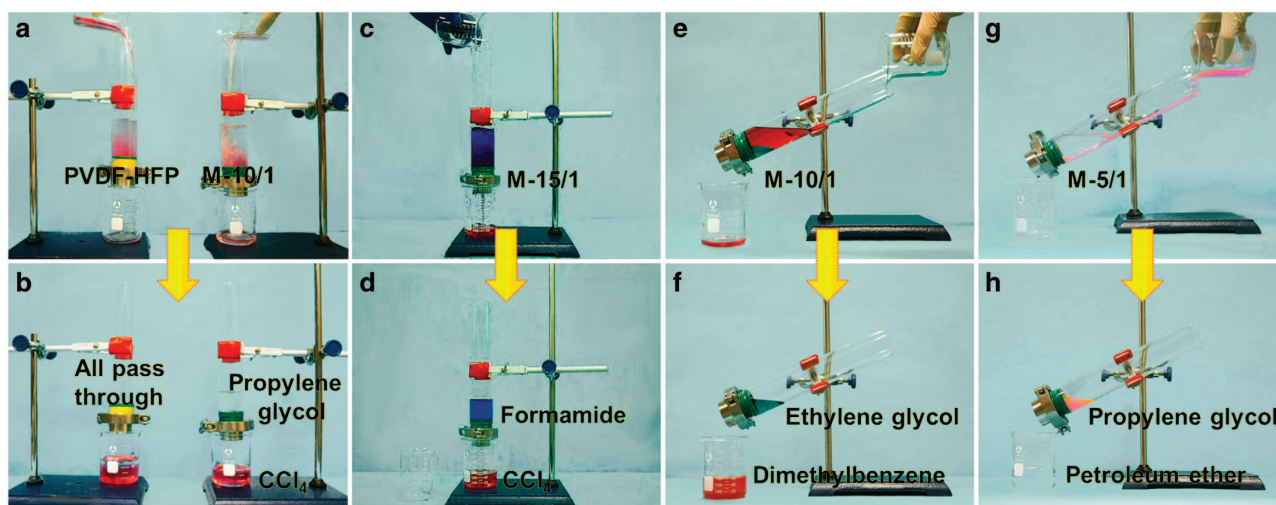 a
PVDF-HFP
M-10/1
c
M-15/1
e
M-10/1
g
M-5/1
b
All pass
through
Propylene
glycol
CCl₄
d
Formamide
CCl₄
f
Ethylene glycol
Dimethylbenzene
h
Propylene glycol
Petroleum ether